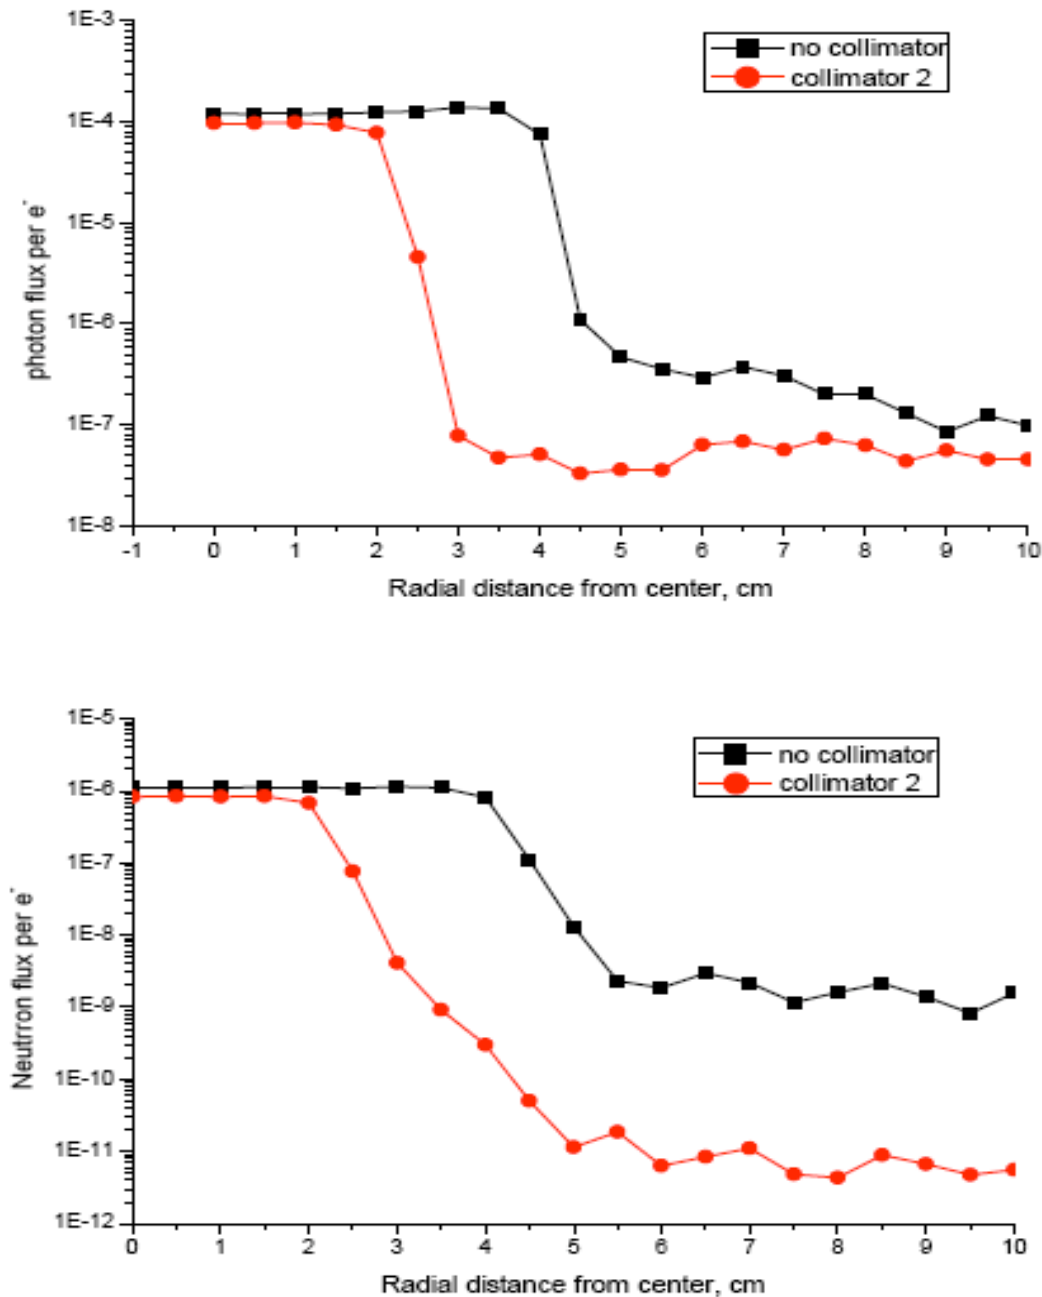 1E-3
no collimator
collimator 2
1E-4
1E-5
1E-6
1E-7
1E-8
photon flux per e-
-1 0 1 2 3 4 5 6 7 8 9 10
Radial distance from center, cm
1E-5
no collimator
collimator 2
1E-6
1E-7
1E-8
1E-9
1E-10
1E-11
1E-12
Neutrron flux per e-
0 1 2 3 4 5 6 7 8 9 10
Radial distance from center, cm